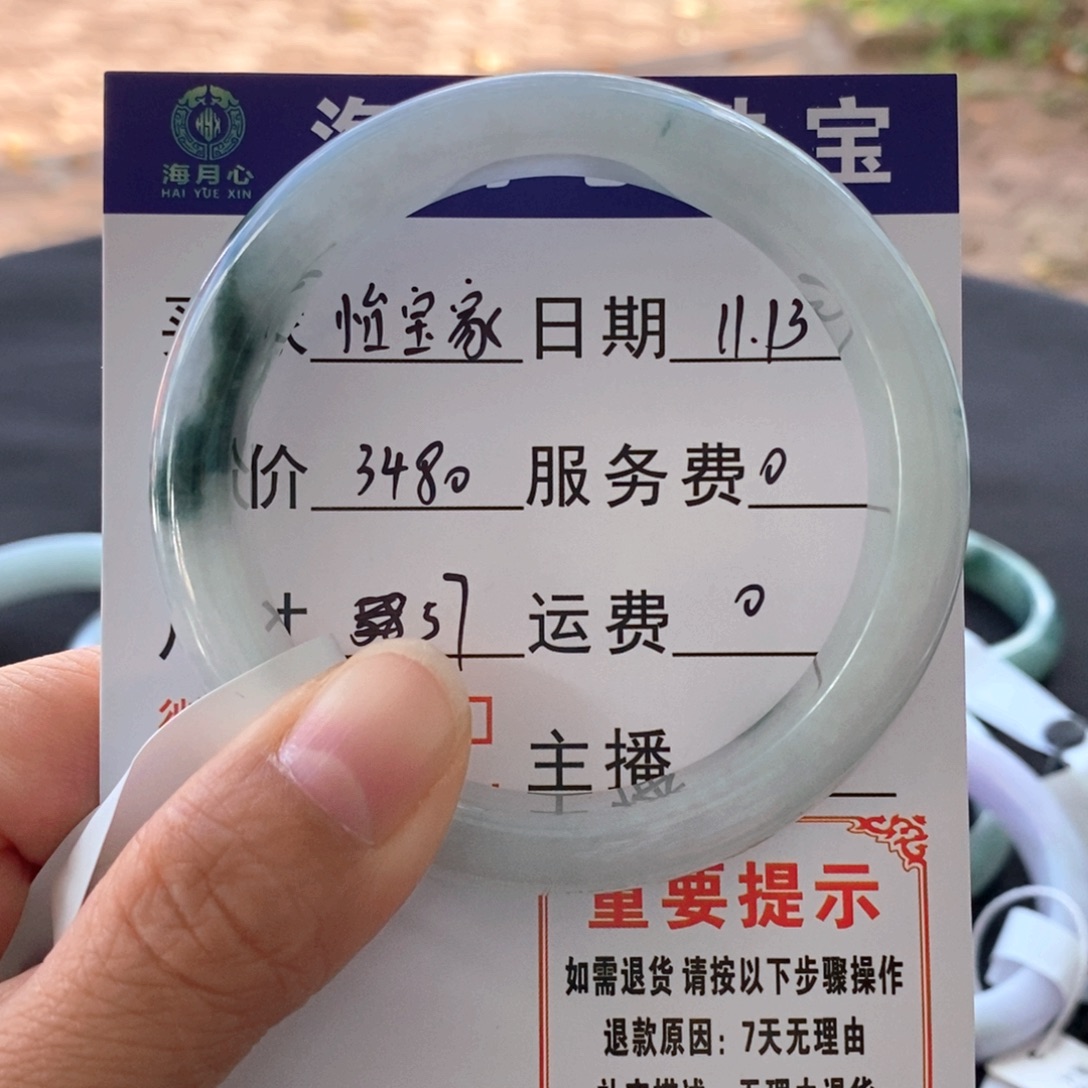 海 宝
海月心
HAI YUE XIN
怡宝家 日期 11.13
价 3480 服务费 0
寸 57 运费 0
主播
重要提示
如需退货 请按以下步骤操作
退款原因：7天无理由